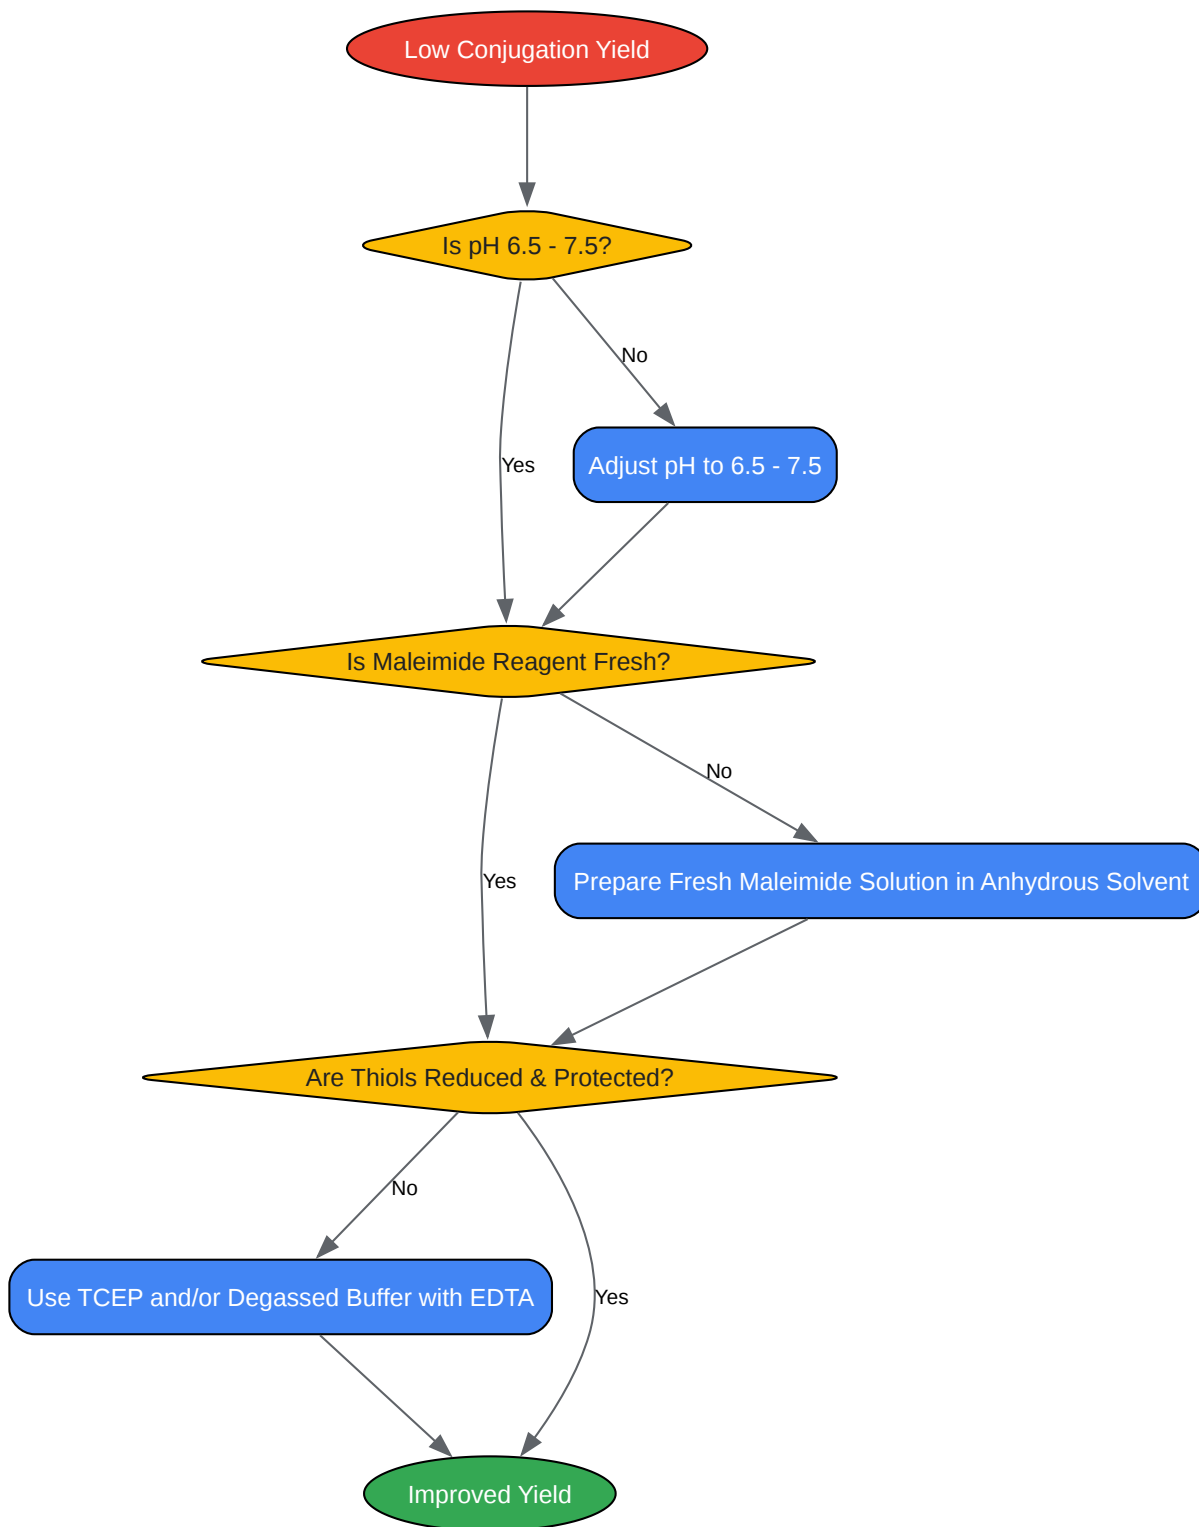 Low Conjugation Yield
Is pH 6.5 - 7.5?
No
Yes
Adjust pH to 6.5 - 7.5
Is Maleimide Reagent Fresh?
No
Yes
Prepare Fresh Maleimide Solution in Anhydrous Solvent
Are Thiols Reduced & Protected?
No
Use TCEP and/or Degassed Buffer with EDTA
Yes
Improved Yield